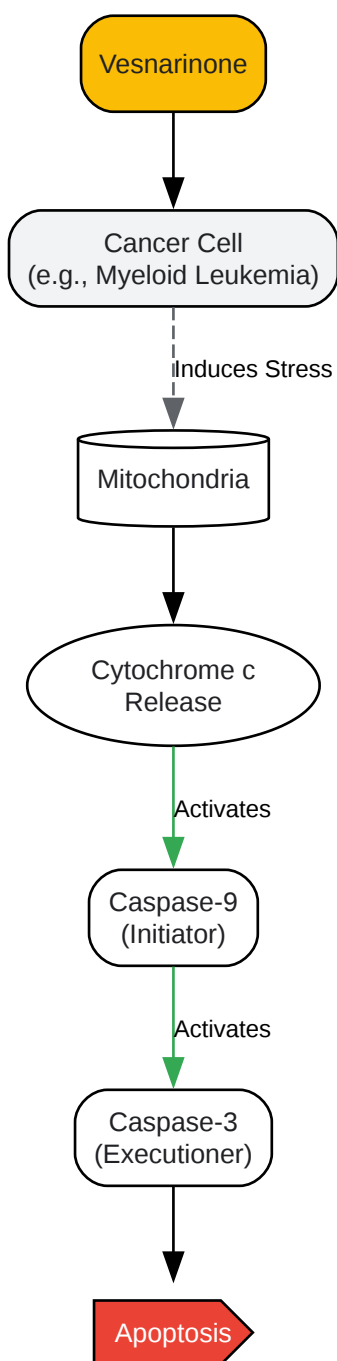 Vesnarinone
Cancer Cell
(e.g., Myeloid Leukemia)
Induces Stress
Mitochondria
Cytochrome c
Release
Activates
Caspase-9
(Initiator)
Activates
Caspase-3
(Executioner)
Apoptosis